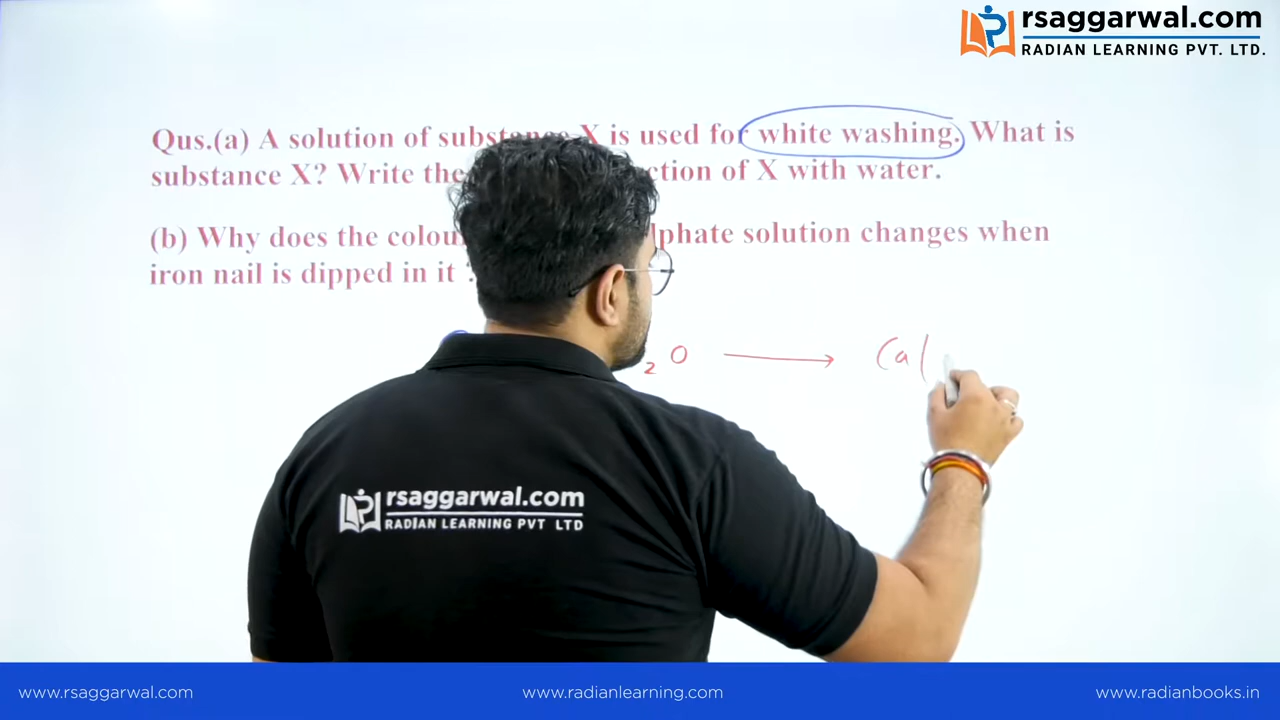 rsaggarwal.com
RADIAN LEARNING PVT. LTD.
Qus.(a) A solution of substance X is used for white washing. What is
substance X? Write the ction of X with water.
(b) Why does the colou lphate solution changes when
iron nail is dipped in it ?
2 O ⟶ Ca(
rsaggarwal.com
RADIAN LEARNING PVT LTD
www.rsaggarwal.com www.radianlearning.com www.radianbooks.in